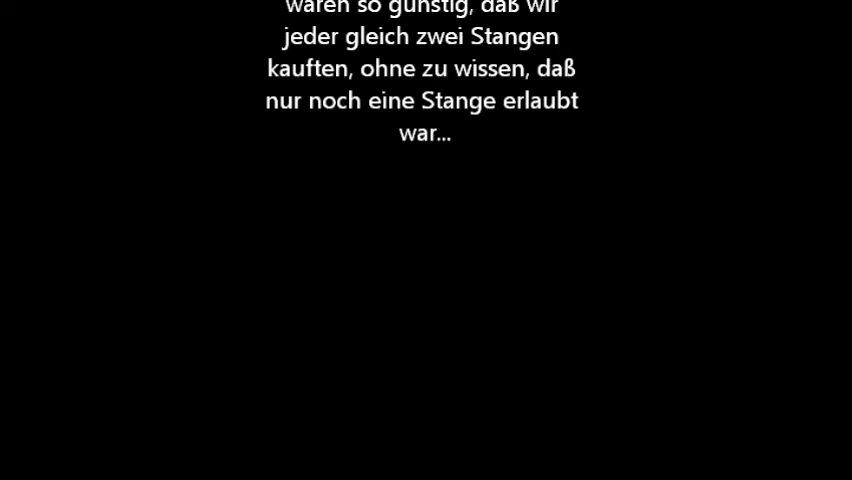 waren so günstig, daß wir
jeder gleich zwei Stangen
kauften, ohne zu wissen, daß
nur noch eine Stange erlaubt
war...